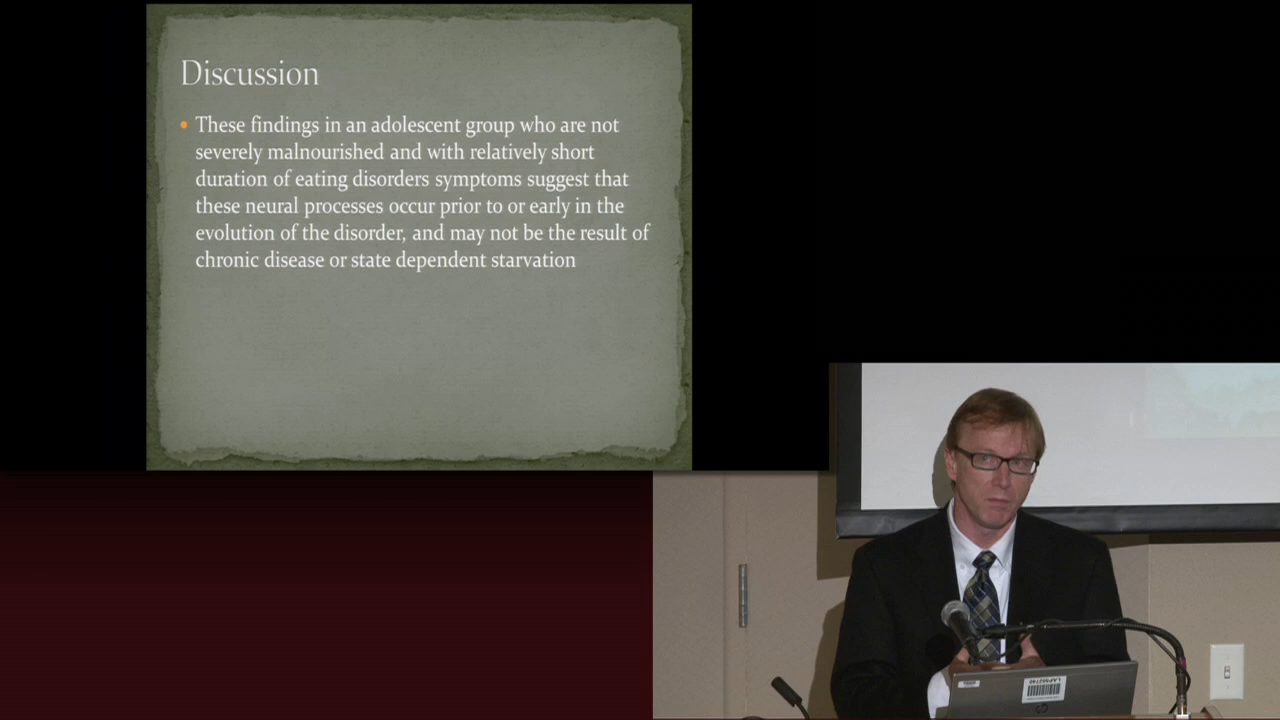 Discussion
• These findings in an adolescent group who are not
severely malnourished and with relatively short
duration of eating disorders symptoms suggest that
these neural processes occur prior to or early in the
evolution of the disorder, and may not be the result of
chronic disease or state dependent starvation
hp